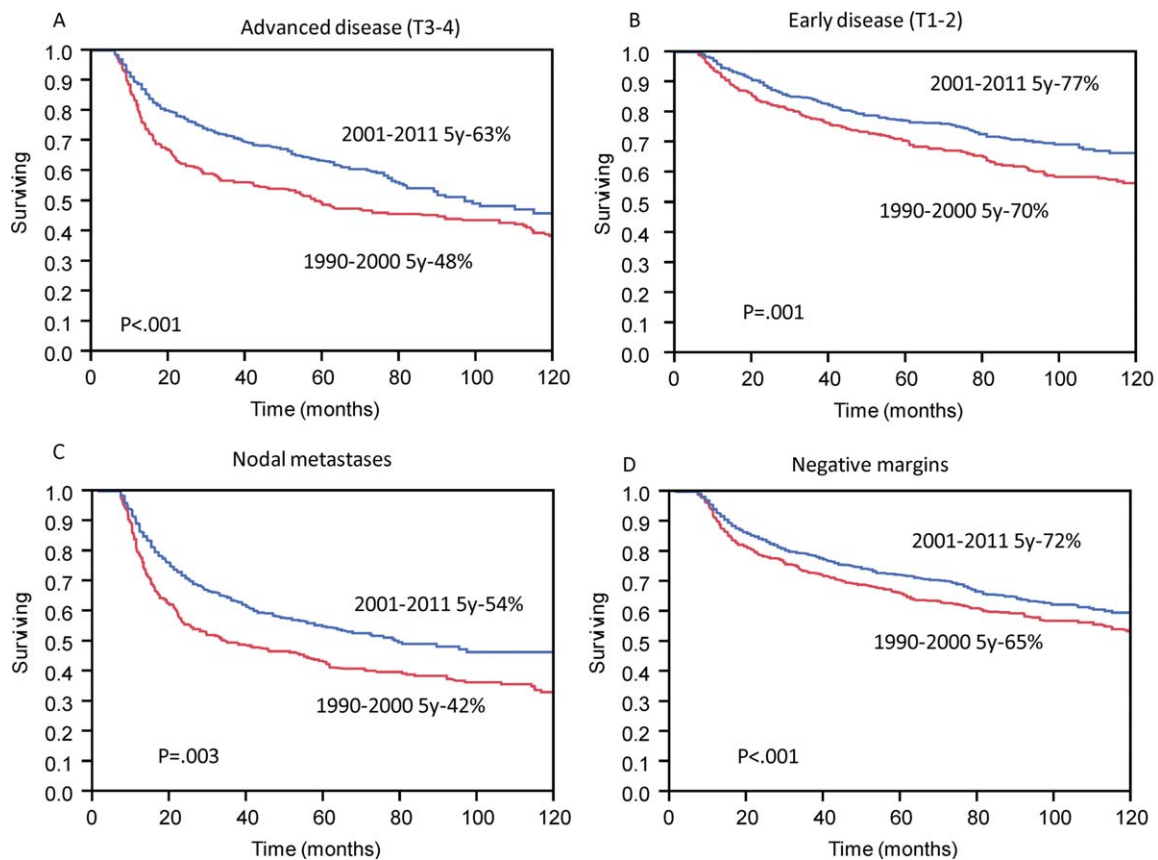 A
Advanced disease (T3-4)
1.0
0.9
0.8
0.7
0.6
0.5
0.4
0.3
0.2
0.1
0.0
Surviving
2001-2011 5y-63%
1990-2000 5y-48%
P<.001
0 20 40 60 80 100 120
Time (months)
B
Early disease (T1-2)
1.0
0.9
0.8
0.7
0.6
0.5
0.4
0.3
0.2
0.1
0.0
Surviving
2001-2011 5y-77%
1990-2000 5y-70%
P=.001
0 20 40 60 80 100 120
Time (months)
C
Nodal metastases
1.0
0.9
0.8
0.7
0.6
0.5
0.4
0.3
0.2
0.1
0.0
Surviving
2001-2011 5y-54%
1990-2000 5y-42%
P=.003
0 20 40 60 80 100 120
Time (months)
D
Negative margins
1.0
0.9
0.8
0.7
0.6
0.5
0.4
0.3
0.2
0.1
0.0
Surviving
2001-2011 5y-72%
1990-2000 5y-65%
P<.001
0 20 40 60 80 100 120
Time (months)